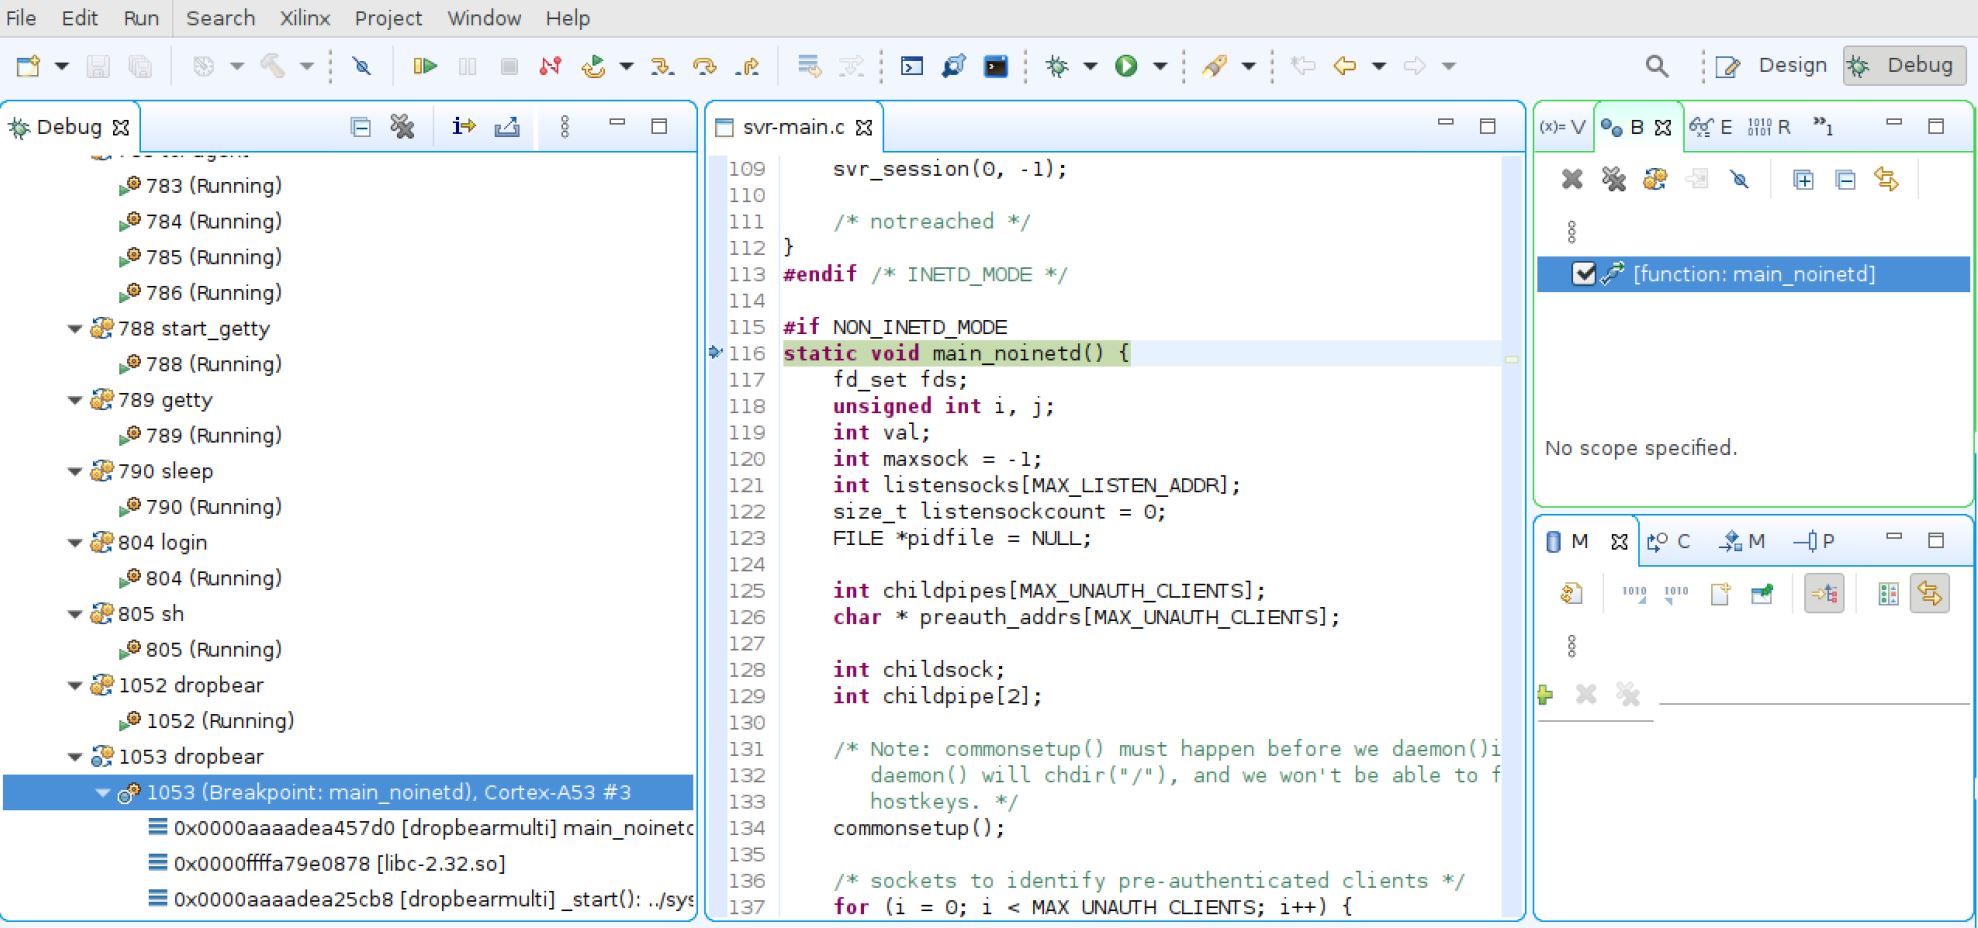 File Edit Run Search Xilinx Project Window Help
Design Debug
Debug
783 (Running)
784 (Running)
785 (Running)
786 (Running)
788 start_getty
788 (Running)
789 getty
789 (Running)
790 sleep
790 (Running)
804 login
804 (Running)
805 sh
805 (Running)
1052 dropbear
1052 (Running)
1053 dropbear
1053 (Breakpoint: main_noinetd), Cortex-A53 #3
0x0000aaaadea457d0 [dropbearmulti] main_noinetd
0x0000ffffa79e0878 [libc-2.32.so]
0x0000aaaadea25cb8 [dropbearmulti] _start(): ../sys
svr-main.c
109 svr_session(0, -1);
110
111 /* notreached */
112 }
113 #endif /* INETD_MODE */
114
115 #if NON_INETD_MODE
116 static void main_noinetd() {
117 fd_set fds;
118 unsigned int i, j;
119 int val;
120 int maxsock = -1;
121 int listensocks[MAX_LISTEN_ADDR];
122 size_t listensockcount = 0;
123 FILE *pidfile = NULL;
124
125 int childpipes[MAX_UNAUTH_CLIENTS];
126 char * preauth_addrs[MAX_UNAUTH_CLIENTS];
127
128 int childsock;
129 int childpipe[2];
130
131 /* Note: commonsetup() must happen before we daemon()i
132 daemon() will chdir("/"), and we won't be able to f
133 hostkeys. */
134 commonsetup();
135
136 /* sockets to identify pre-authenticated clients */
137 for (i = 0; i < MAX_UNAUTH_CLIENTS; i++) {
(x)= V B E 1010 0101 R »1
[function: main_noinetd]
No scope specified.
M C M P
1010 1010